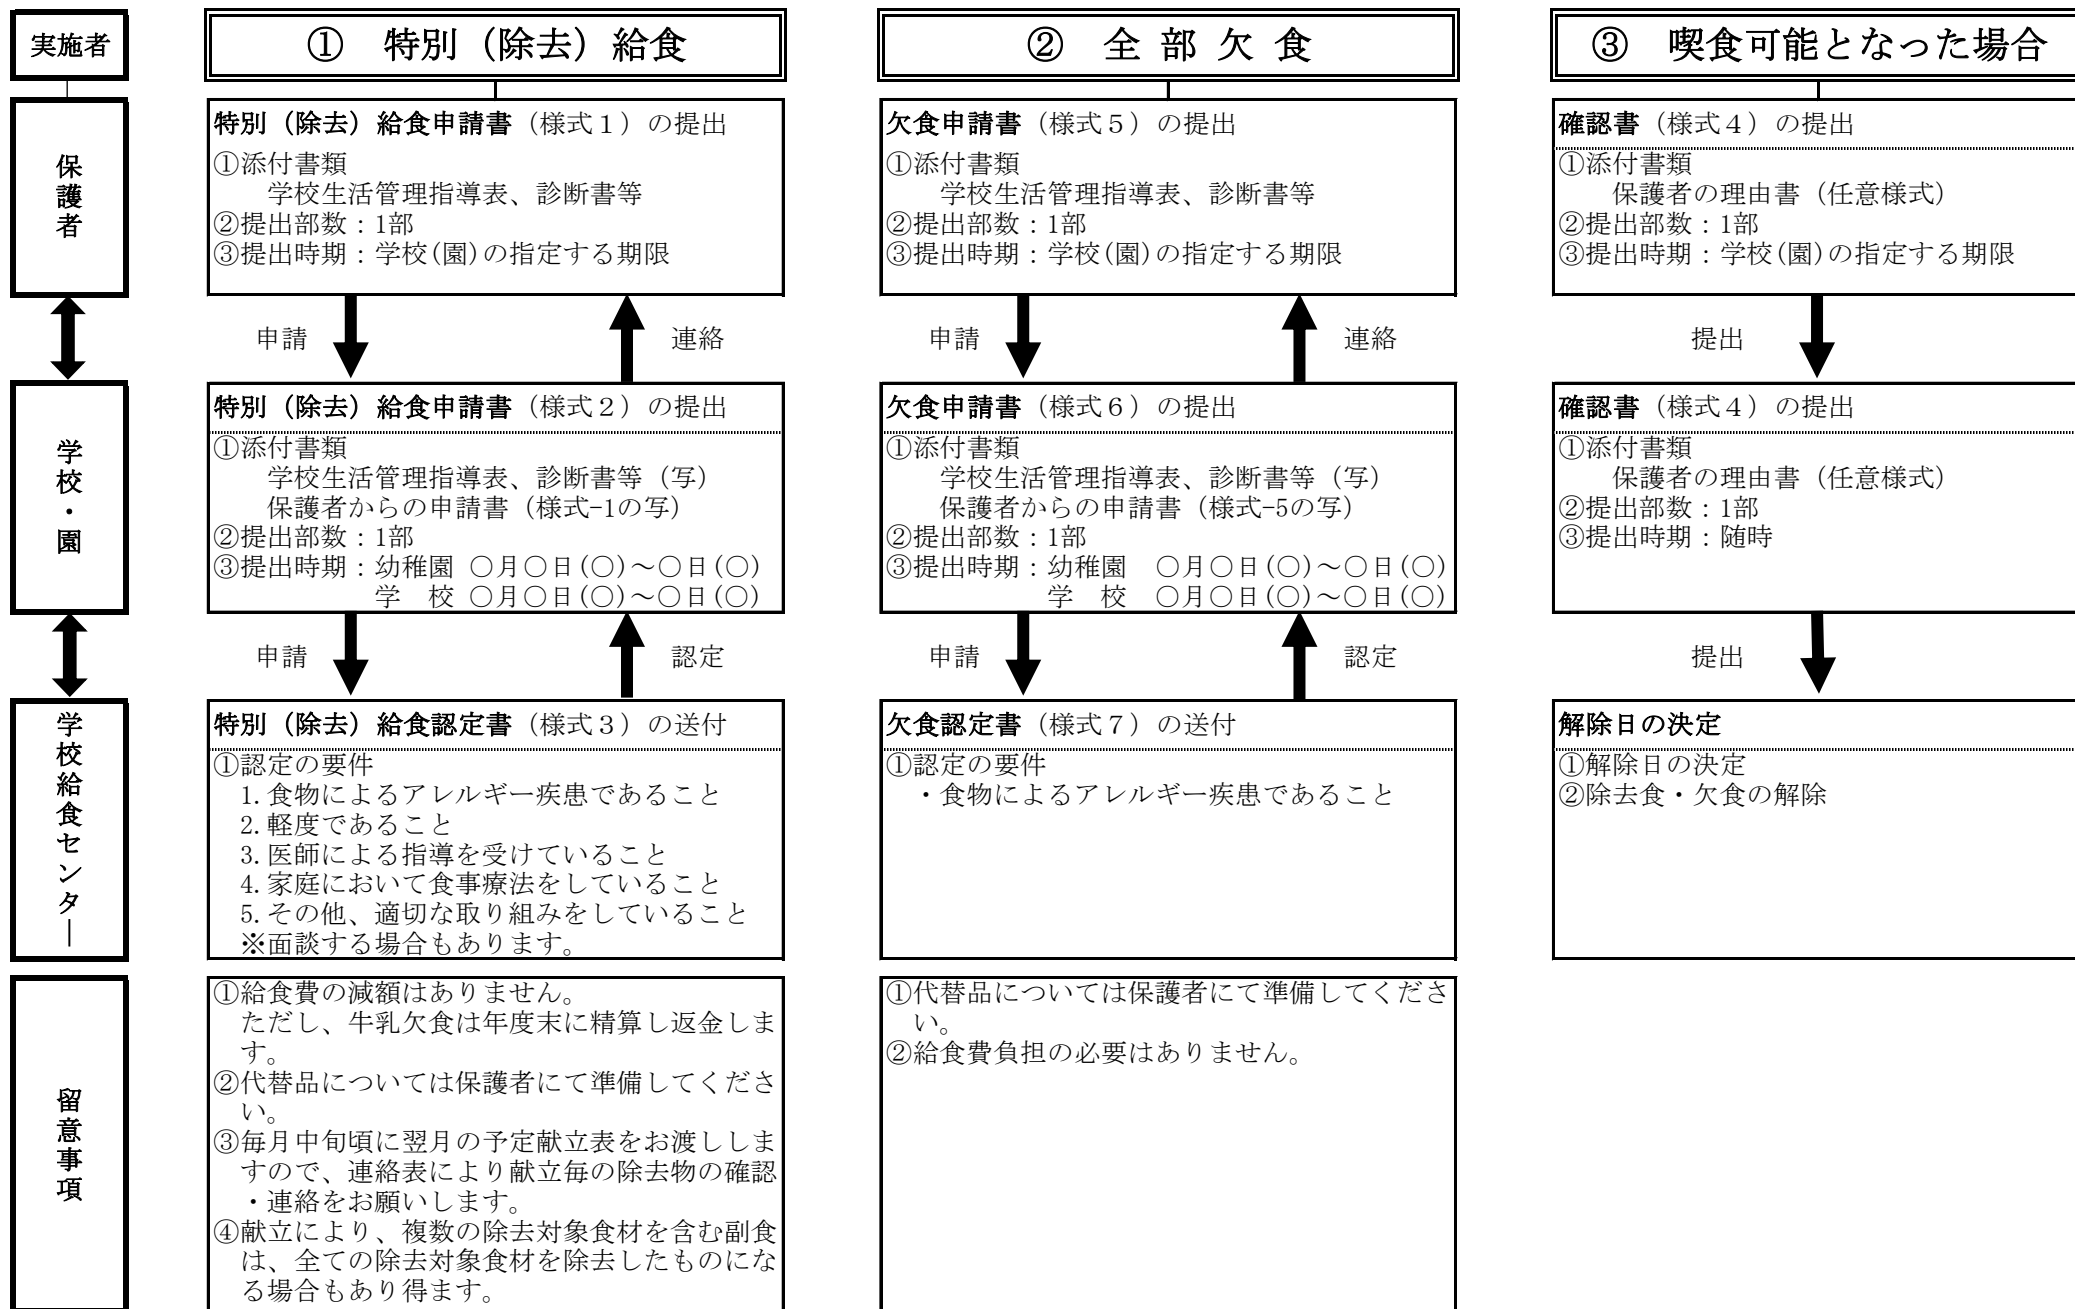 実施者
① 特別（除去）給食
② 全 部 欠 食
③ 喫食可能となった場合
保護者
特別（除去）給食申請書（様式１）の提出
①添付書類
学校生活管理指導表、診断書等
②提出部数：1部
③提出時期：学校(園)の指定する期限
欠食申請書（様式５）の提出
①添付書類
学校生活管理指導表、診断書等
②提出部数：1部
③提出時期：学校(園)の指定する期限
確認書（様式４）の提出
①添付書類
保護者の理由書（任意様式）
②提出部数：1部
③提出時期：学校(園)の指定する期限
申請
連絡
申請
連絡
提出
学校・園
特別（除去）給食申請書（様式２）の提出
①添付書類
学校生活管理指導表、診断書等（写）
保護者からの申請書（様式-1の写）
②提出部数：1部
③提出時期：幼稚園 ○月○日(○)～○日(○)
学 校 ○月○日(○)～○日(○)
欠食申請書（様式６）の提出
①添付書類
学校生活管理指導表、診断書等（写）
保護者からの申請書（様式-5の写）
②提出部数：1部
③提出時期：幼稚園 ○月○日(○)～○日(○)
学 校 ○月○日(○)～○日(○)
確認書（様式４）の提出
①添付書類
保護者の理由書（任意様式）
②提出部数：1部
③提出時期：随時
申請
認定
申請
認定
提出
学校給食センター
特別（除去）給食認定書（様式３）の送付
①認定の要件
1.食物によるアレルギー疾患であること
2.軽度であること
3.医師による指導を受けていること
4.家庭において食事療法をしていること
5.その他、適切な取り組みをしていること
※面談する場合もあります。
欠食認定書（様式７）の送付
①認定の要件
・食物によるアレルギー疾患であること
解除日の決定
①解除日の決定
②除去食・欠食の解除
留意事項
①給食費の減額はありません。
ただし、牛乳欠食は年度末に精算し返金しま
す。
②代替品については保護者にて準備してくださ
い。
③毎月中旬頃に翌月の予定献立表をお渡ししま
すので、連絡表により献立毎の除去物の確認
・連絡をお願いします。
④献立により、複数の除去対象食材を含む副食
は、全ての除去対象食材を除去したものにな
る場合もあり得ます。
①代替品については保護者にて準備してくださ
い。
②給食費負担の必要はありません。